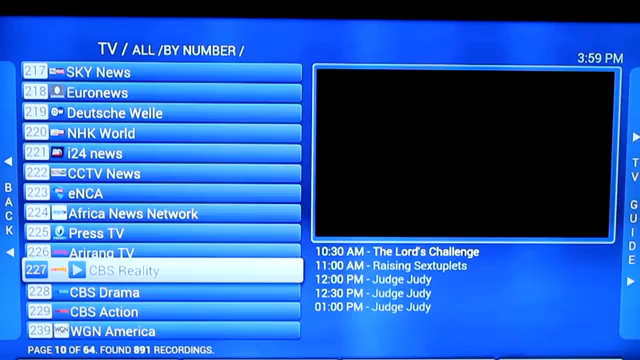 TV / ALL /BY NUMBER /
3:59 PM
217 SKY News
218 Euronews
219 Deutsche Welle
220 NHK World
221 i24 news
222 CCTV News
223 eNCA
224 Africa News Network
225 Press TV
226 Arirang TV
227 CBS Reality
228 CBS Drama
229 CBS Action
239 WGN America
BACK
TV GUIDE
10:30 AM - The Lord's Challenge
11:00 AM - Raising Sextuplets
12:00 PM - Judge Judy
12:30 PM - Judge Judy
01:00 PM - Judge Judy
PAGE 10 OF 64. FOUND 891 RECORDINGS.